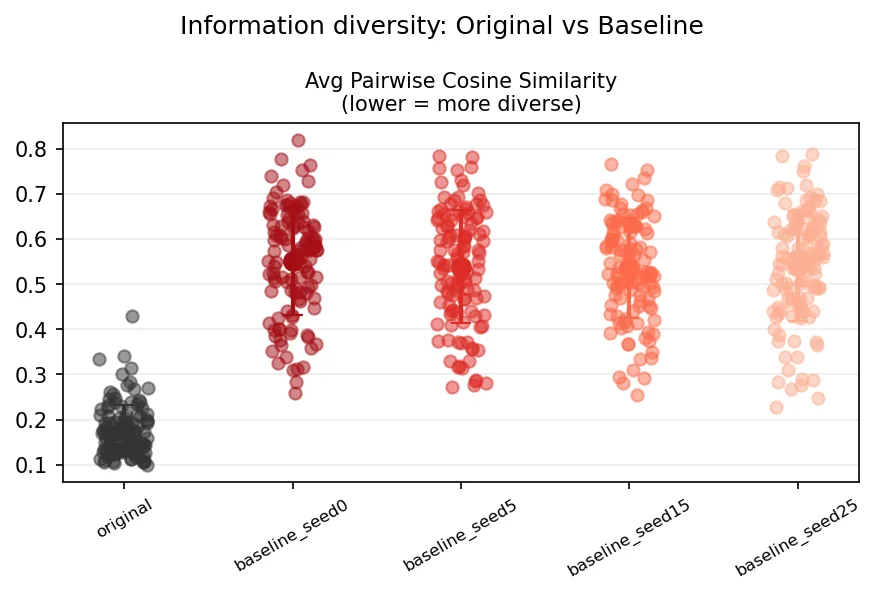 Information diversity: Original vs Baseline
Avg Pairwise Cosine Similarity
(lower = more diverse)
0.8
0.7
0.6
0.5
0.4
0.3
0.2
0.1
original
baseline_seed0
baseline_seed5
baseline_seed15
baseline_seed25